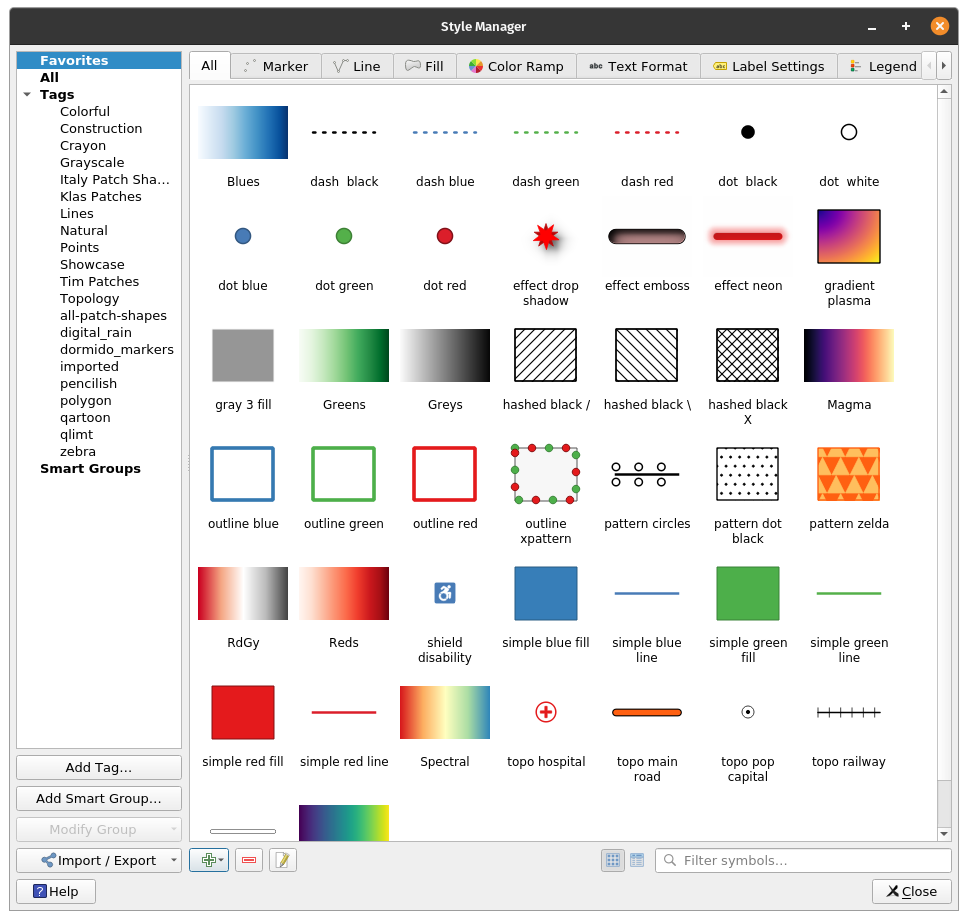 Style Manager
Favorites
All
Tags
Colorful
Construction
Crayon
Grayscale
Italy Patch Sha...
Klas Patches
Lines
Natural
Points
Showcase
Tim Patches
Topology
all-patch-shapes
digital_rain
dormido_markers
imported
pencilish
polygon
qartoon
qlimt
zebra
Smart Groups
Add Tag...
Add Smart Group...
Modify Group
Import / Export
Help
All Marker Line Fill Color Ramp abc Text Format abc Label Settings Legend
Blues dash black dash blue dash green dash red dot black dot white
dot blue dot green dot red effect drop effect emboss effect neon gradient
shadow plasma
gray 3 fill Greens Greys hashed black / hashed black \ hashed black Magma
X
outline blue outline green outline red outline pattern circles pattern dot pattern zelda
xpattern black
RdGy Reds shield simple blue fill simple blue simple green simple green
disability line fill line
simple red fill simple red line Spectral topo hospital topo main topo pop topo railway
road capital
Filter symbols...
Close